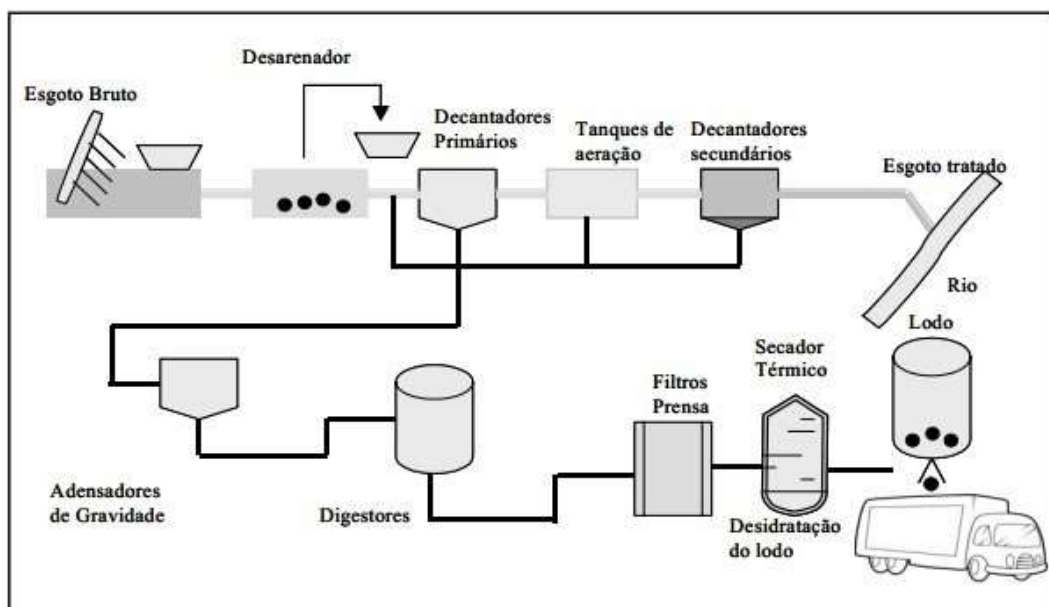 Desarenador
Esgoto Bruto
Decantadores
Primários
Tanques de
aeração
Decantadores
secundários
Esgoto tratado
Rio
Lodo
Secador
Térmico
Filtros
Prensa
Adensadores
de Gravidade
Digestores
Desidratação
do lodo